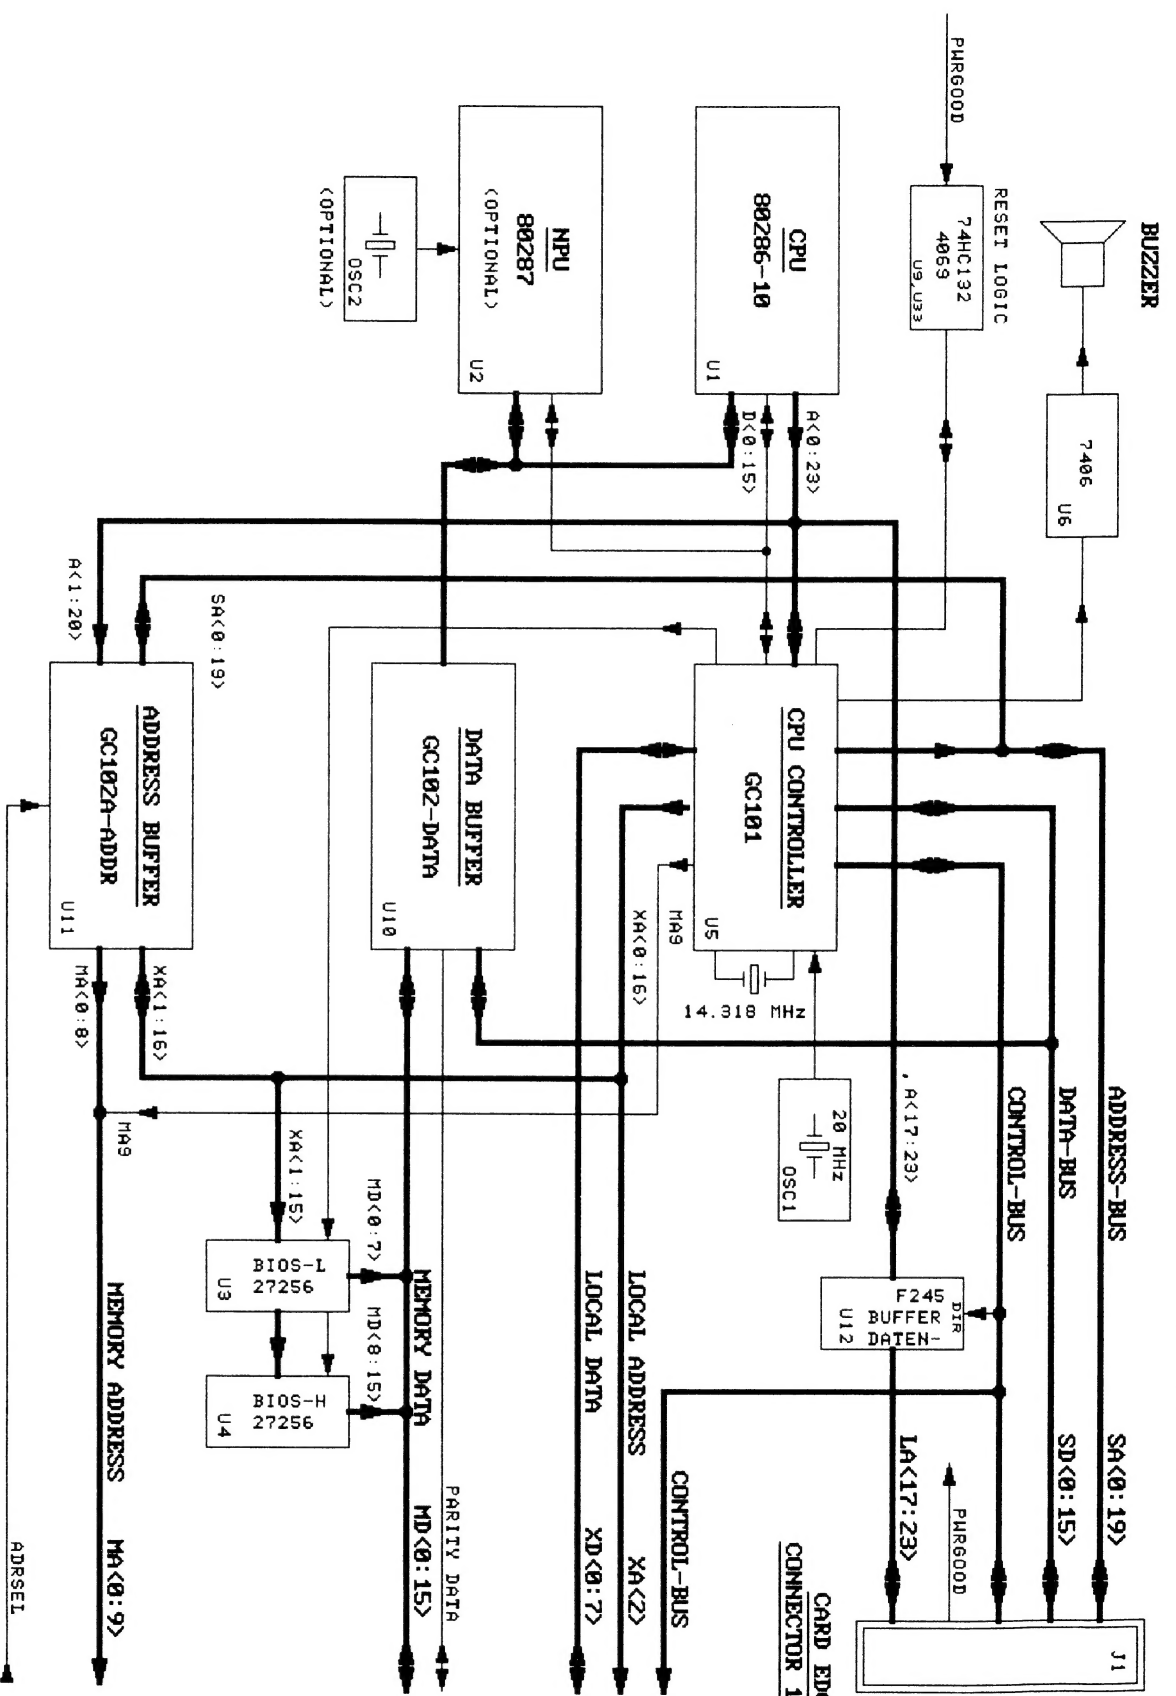 BUZZER
PWRGOOD
RESET LOGIC
74HC132
4069
U9,U33
7406
U6
CPU
80286-10
U1
NPU
80287
(OPTIONAL)
U2
OSC2
(OPTIONAL)
A<0:23>
D<0:15>
A<1:20>
SA<0:19>
CPU CONTROLLER
GC101
U5
DATA BUFFER
GC102-DATA
U10
ADDRESS BUFFER
GC102A-ADDR
U11
14.318 MHz
MA9
XA<0:16>
XA<1:16>
MA<0:8>
20 MHz
OSC1
A<17:23>
ADDRESS-BUS
DATA-BUS
CONTROL-BUS
MA9
XA<1:15>
MD<0:7>
BIOS-L
27256
U3
MD<8:15>
BIOS-H
27256
U4
F245
BUFFER
DATEN-
DIR
U12
MEMORY DATA
LOCAL DATA
LOCAL ADDRESS
MEMORY ADDRESS
SA<0:19>
SD<0:15>
PWRGOOD
LA<17:23>
CONTROL-BUS
XA<2>
XD<0:7>
PARITY DATA
MD<0:15>
MA<0:9>
ADRSEL
CARD
CONNECTOR 1
J1